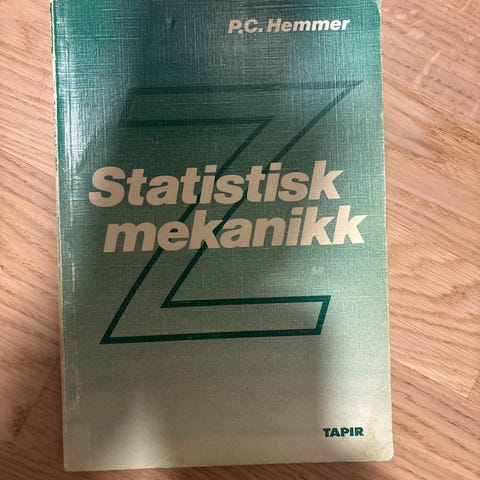 P.C. Hemmer
Z
Statistisk
mekanikk
TAPIR